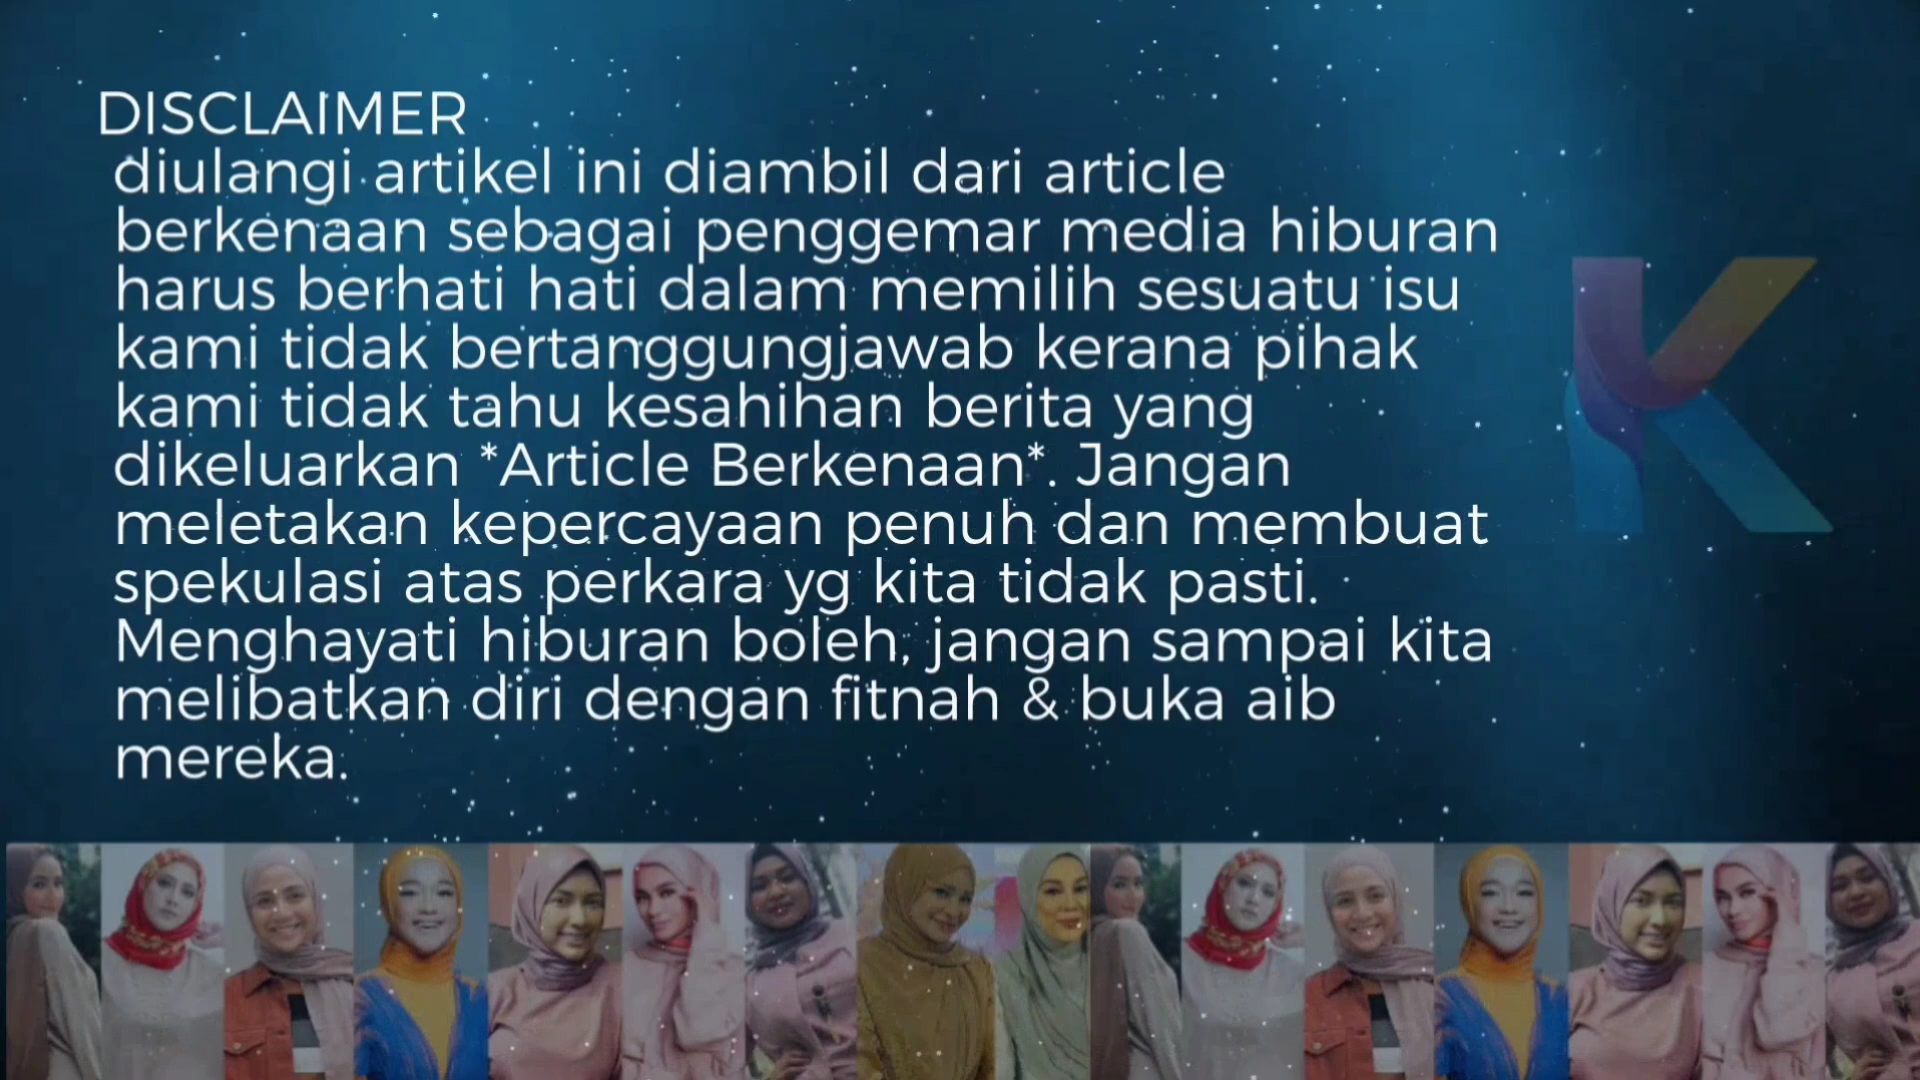 DISCLAIMER
diulangi artikel ini diambil dari article
berkenaan sebagai penggemar media hiburan
harus berhati hati dalam memilih sesuatu isu
kami tidak bertanggungjawab kerana pihak
kami tidak tahu kesahihan berita yang
dikeluarkan *Article Berkenaan*. Jangan
meletakan kepercayaan penuh dan membuat
spekulasi atas perkara yg kita tidak pasti.
Menghayati hiburan boleh, jangan sampai kita
melibatkan diri dengan fitnah & buka aib
mereka.
K